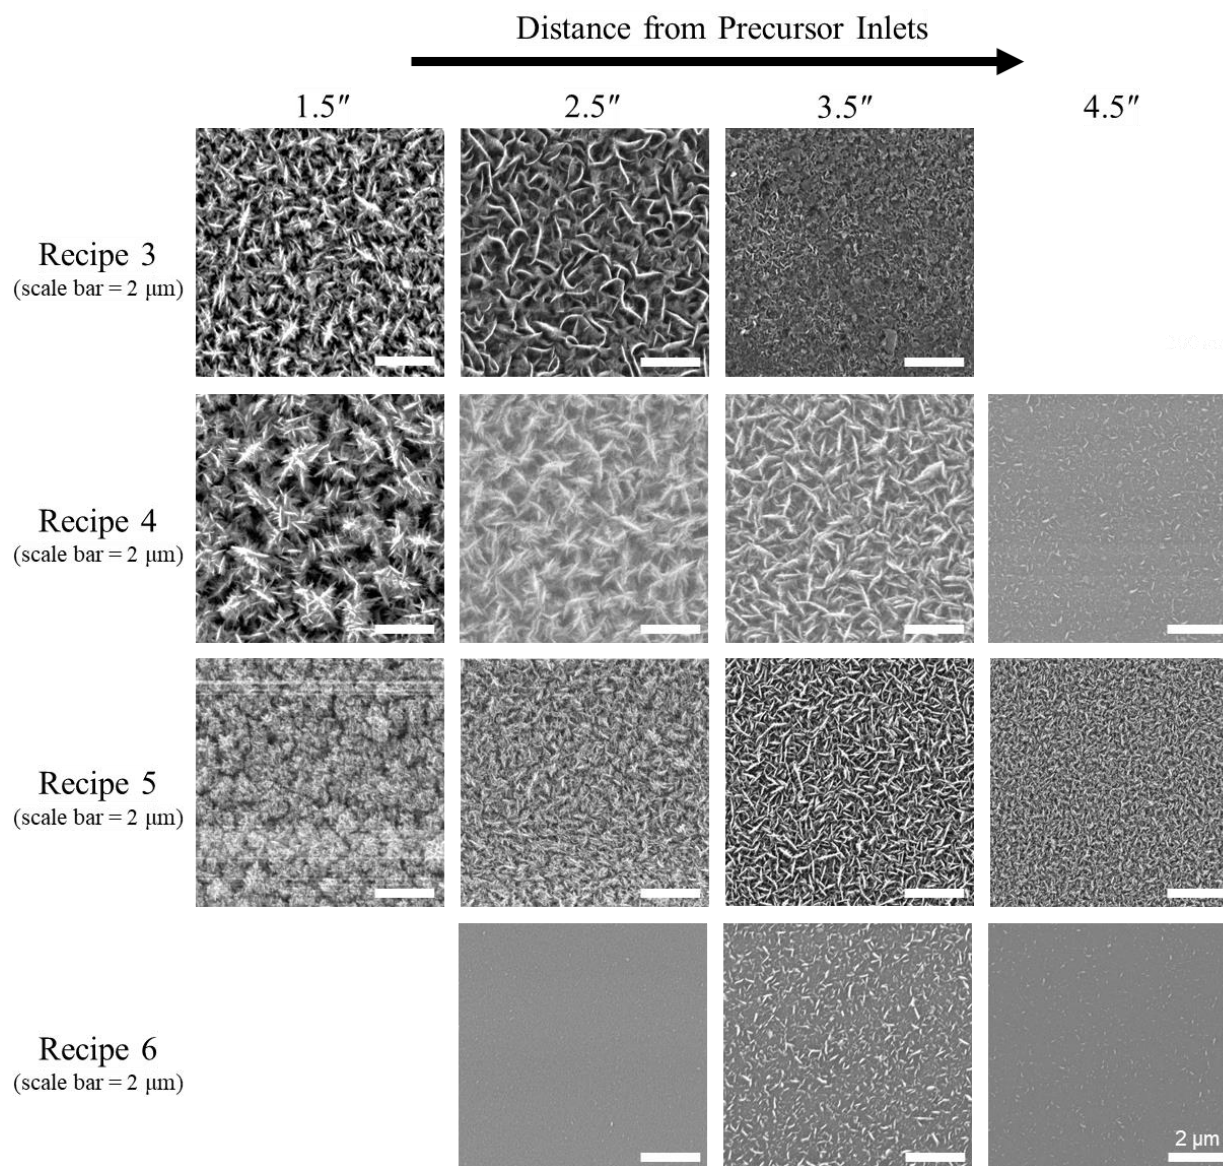 Distance from Precursor Inlets
1.5″ 2.5″ 3.5″ 4.5″
Recipe 3
(scale bar = 2 μm)
Recipe 4
(scale bar = 2 μm)
Recipe 5
(scale bar = 2 μm)
Recipe 6
(scale bar = 2 μm)
2 μm